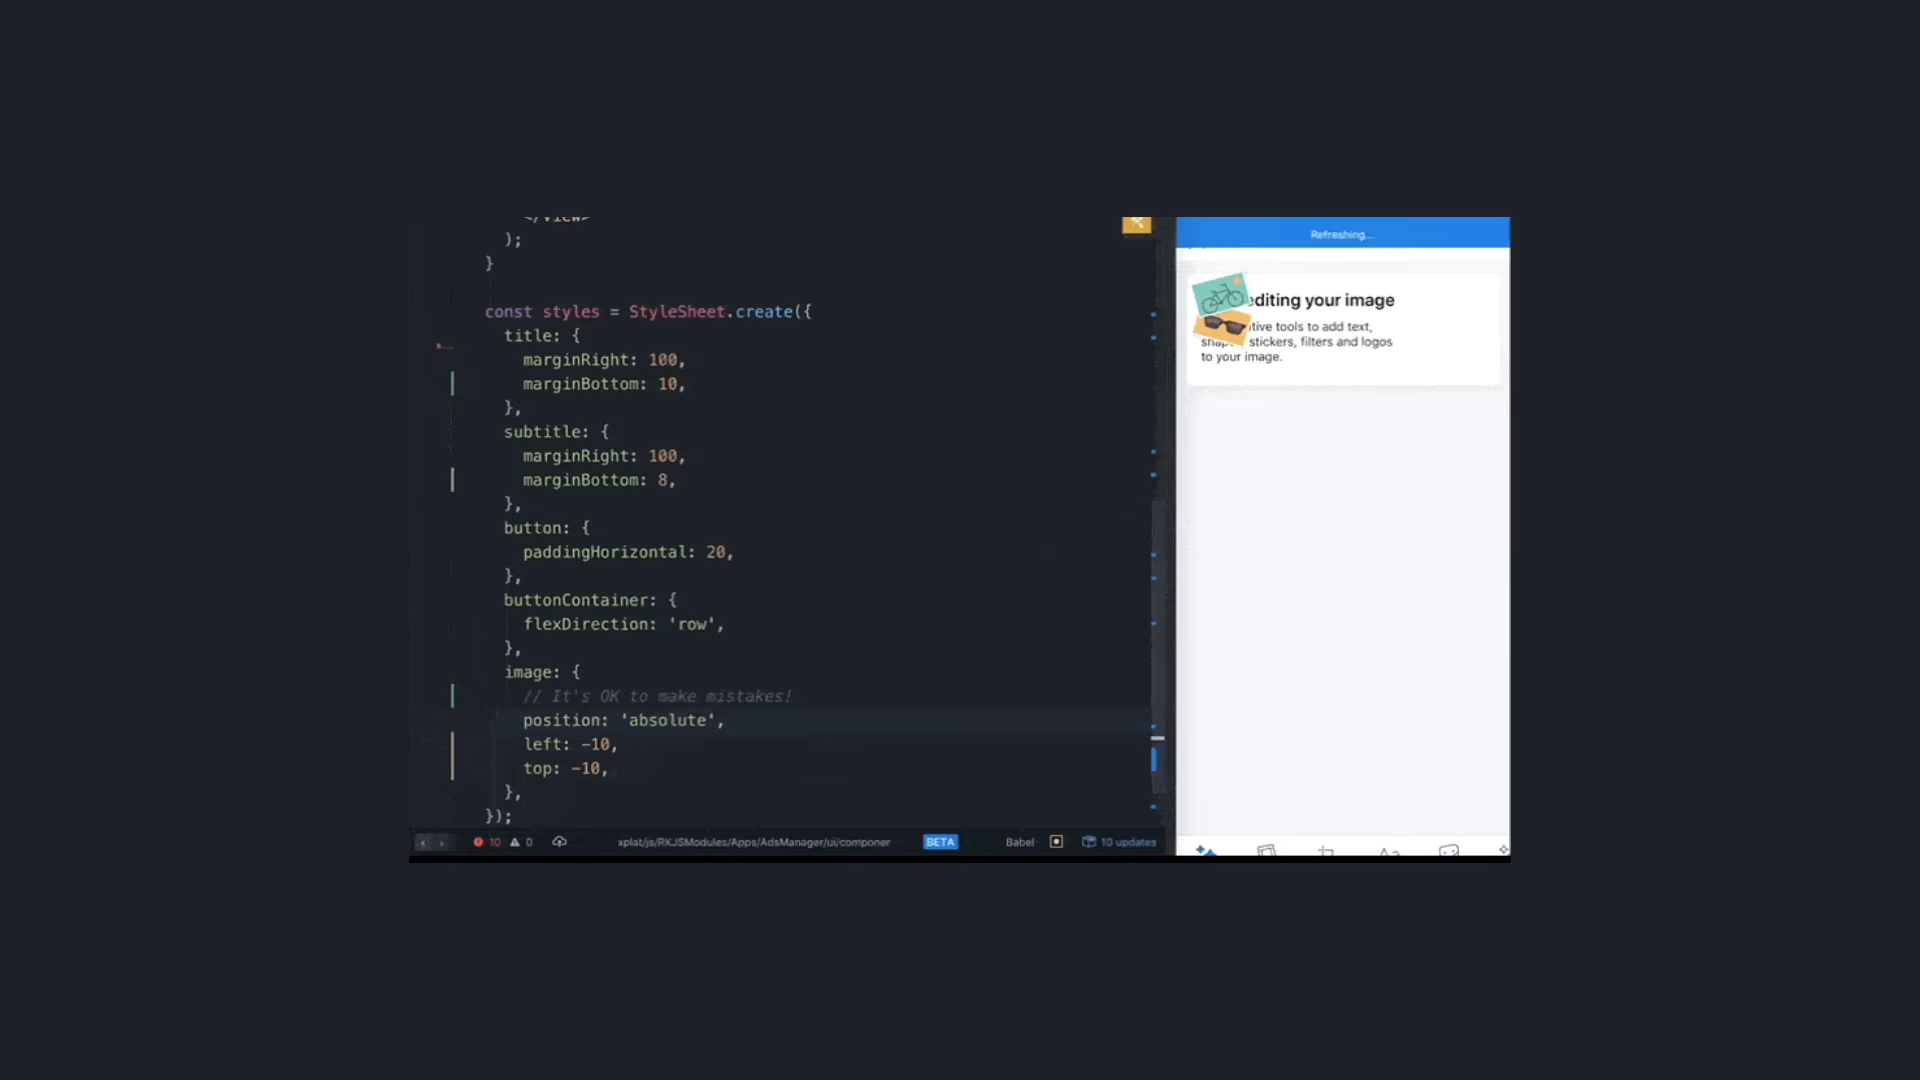 </View>
);
}
const styles = StyleSheet.create({
title: {
marginRight: 100,
marginBottom: 10,
},
subtitle: {
marginRight: 100,
marginBottom: 8,
},
button: {
paddingHorizontal: 20,
},
buttonContainer: {
flexDirection: 'row',
},
image: {
// It's OK to make mistakes!
position: 'absolute',
left: -10,
top: -10,
},
});
10 0 xplat/js/RKJSModules/Apps/AdsManager/ui/componer BETA Babel 10 updates
Refreshing...
editing your image
tive tools to add text,
stickers, filters and logos
to your image.
Aa